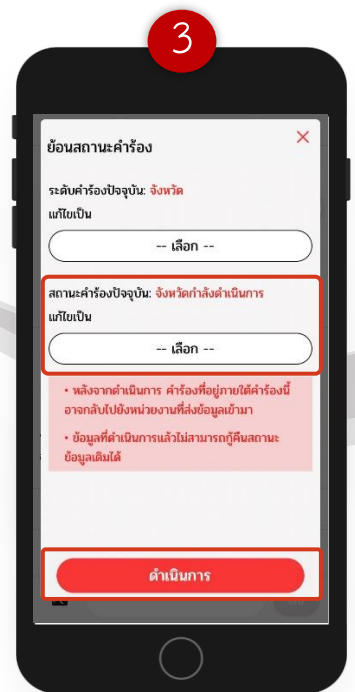 3
ย้อนสถานะคำร้อง
ระดับคำร้องปัจจุบัน: จังหวัด
แก้ไขเป็น
-- เลือก --
สถานะคำร้องปัจจุบัน: จังหวัดกำลังดำเนินการ
แก้ไขเป็น
-- เลือก --
• หลังจากดำเนินการ คำร้องที่อยู่ภายใต้คำร้องนี้
อาจกลับไปยังหน่วยงานที่ส่งข้อมูลเข้ามา
• ข้อมูลที่ดำเนินการแล้วไม่สามารถกู้คืนสถานะ
ข้อมูลเดิมได้
ดำเนินการ